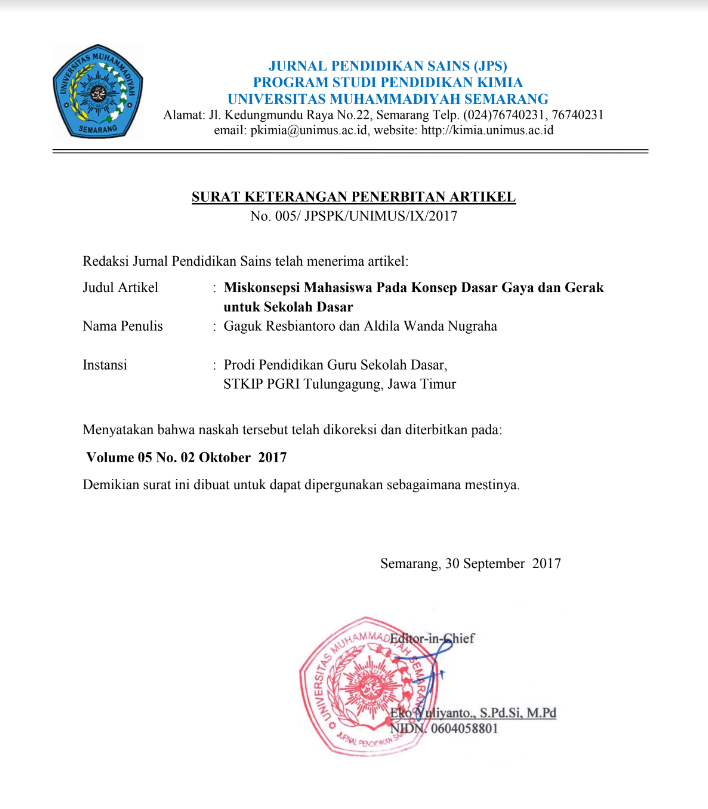 UNIVERSITAS MUHAMMADIYAH
SEMARANG
JURNAL PENDIDIKAN SAINS (JPS)
PROGRAM STUDI PENDIDIKAN KIMIA
UNIVERSITAS MUHAMMADIYAH SEMARANG
Alamat: Jl. Kedungmundu Raya No.22, Semarang Telp. (024)76740231, 76740231
email: pkimia@unimus.ac.id, website: http://kimia.unimus.ac.id
SURAT KETERANGAN PENERBITAN ARTIKEL
No. 005/ JPSPK/UNIMUS/IX/2017
Redaksi Jurnal Pendidikan Sains telah menerima artikel:
Judul Artikel : Miskonsepsi Mahasiswa Pada Konsep Dasar Gaya dan Gerak
untuk Sekolah Dasar
Nama Penulis : Gaguk Resbiantoro dan Aldila Wanda Nugraha
Instansi : Prodi Pendidikan Guru Sekolah Dasar,
STKIP PGRI Tulungagung, Jawa Timur
Menyatakan bahwa naskah tersebut telah dikoreksi dan diterbitkan pada:
Volume 05 No. 02 Oktober 2017
Demikian surat ini dibuat untuk dapat dipergunakan sebagaimana mestinya.
Semarang, 30 September 2017
Editor-in-Chief
UNIVERSITAS MUHAMMADIYAH SEMARANG
JURNAL PENDIDIKAN SAINS
Eko Yuliyanto., S.Pd.Si, M.Pd
NIDN. 0604058801